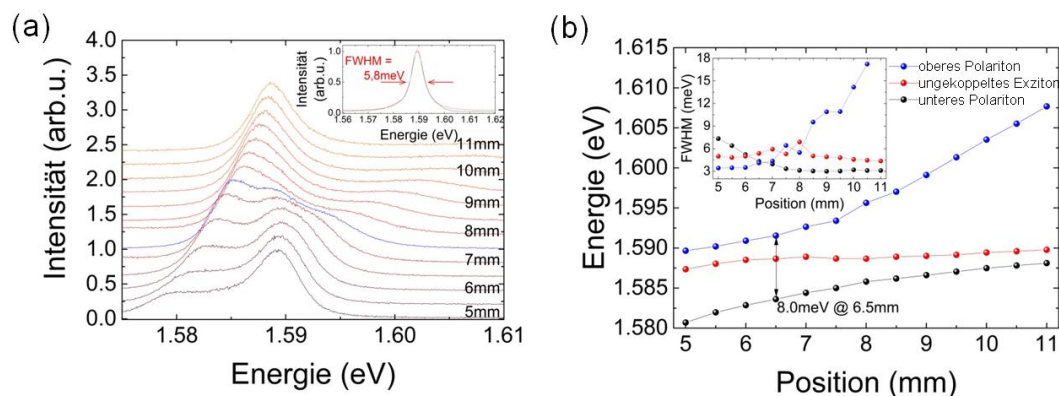 (a)
Intensität (arb.u.)
4.0
3.5
3.0
2.5
2.0
1.5
1.0
0.5
0.0
1.58 1.59 1.60 1.61
Energie (eV)
11mm
10mm
9mm
8mm
7mm
6mm
5mm
Intensität
(arb.u.)
1.0
0.5
0.0
FWHM =
5,8meV
1.56 1.58 1.59 1.60 1.62
Energie (eV)
(b)
Energie (eV)
1.615
1.610
1.605
1.600
1.595
1.590
1.585
1.580
5 6 7 8 9 10 11
Position (mm)
oberes Polariton
ungekoppeltes Exziton
unteres Polariton
8.0meV @ 6.5mm
FWHM (meV)
18
15
12
9
6
3
5 6 7 8 9 10 11
Position (mm)